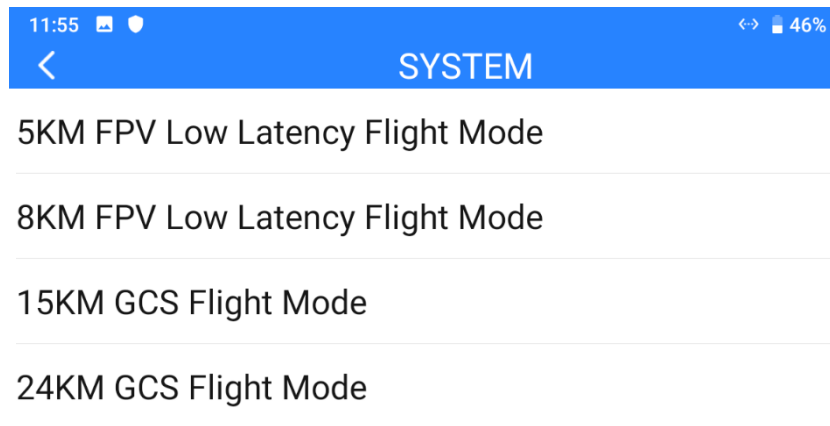 11:55 46%
SYSTEM
5KM FPV Low Latency Flight Mode
8KM FPV Low Latency Flight Mode
15KM GCS Flight Mode
24KM GCS Flight Mode